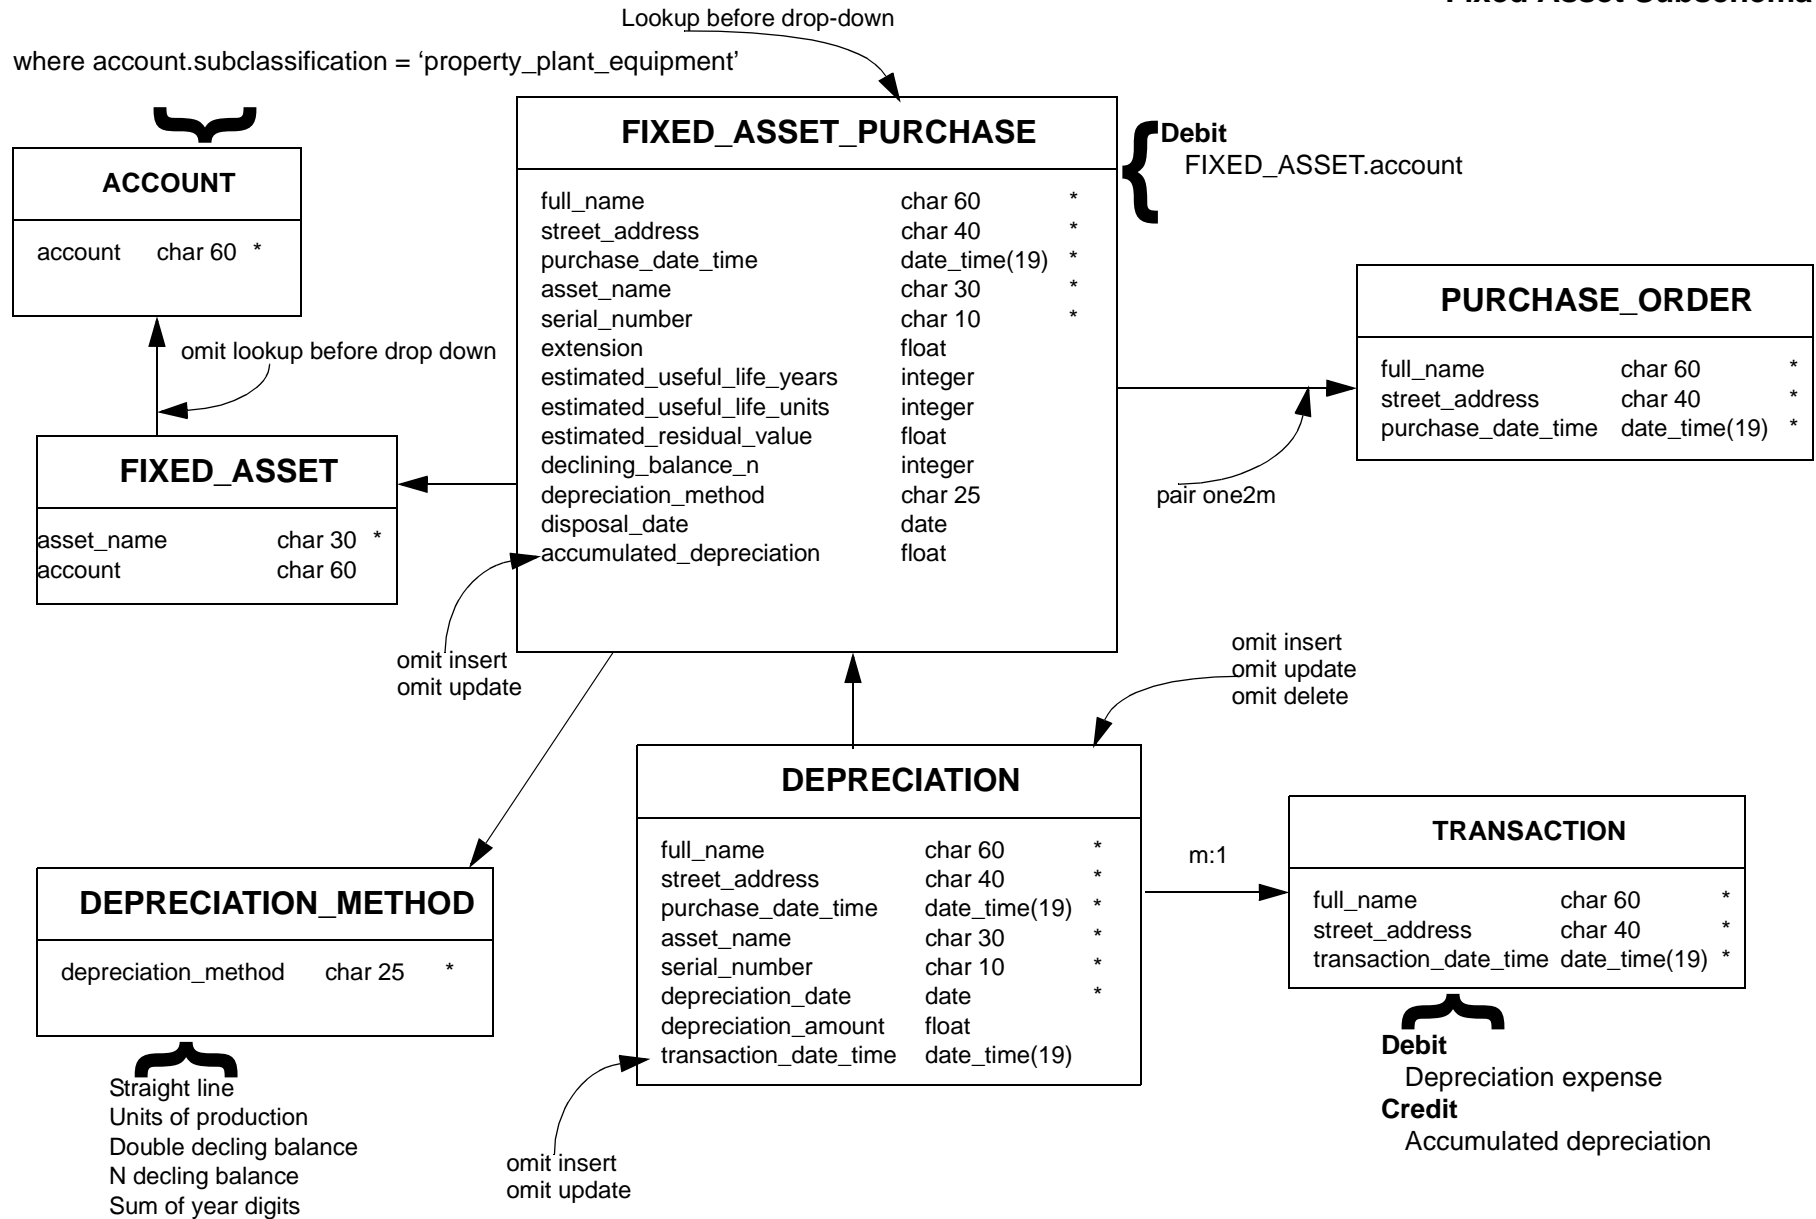 Fixed Asset Subschema
Lookup before drop-down
where account.subclassification = ‘property_plant_equipment’
FIXED_ASSET_PURCHASE
full_name char 60 *
street_address char 40 *
purchase_date_time date_time(19) *
asset_name char 30 *
serial_number char 10 *
extension float
estimated_useful_life_years integer
estimated_useful_life_units integer
estimated_residual_value float
declining_balance_n integer
depreciation_method char 25
disposal_date date
accumulated_depreciation float
Debit
FIXED_ASSET.account
ACCOUNT
account char 60 *
omit lookup before drop down
PURCHASE_ORDER
full_name char 60 *
street_address char 40 *
purchase_date_time date_time(19) *
pair one2m
FIXED_ASSET
asset_name char 30 *
account char 60
omit insert
omit update
omit insert
omit update
omit delete
DEPRECIATION
full_name char 60 *
street_address char 40 *
purchase_date_time date_time(19) *
asset_name char 30 *
serial_number char 10 *
depreciation_date date *
depreciation_amount float
transaction_date_time date_time(19)
m:1
TRANSACTION
full_name char 60 *
street_address char 40 *
transaction_date_time date_time(19) *
Debit
Depreciation expense
Credit
Accumulated depreciation
DEPRECIATION_METHOD
depreciation_method char 25 *
Straight line
Units of production
Double decling balance
N decling balance
Sum of year digits
omit insert
omit update